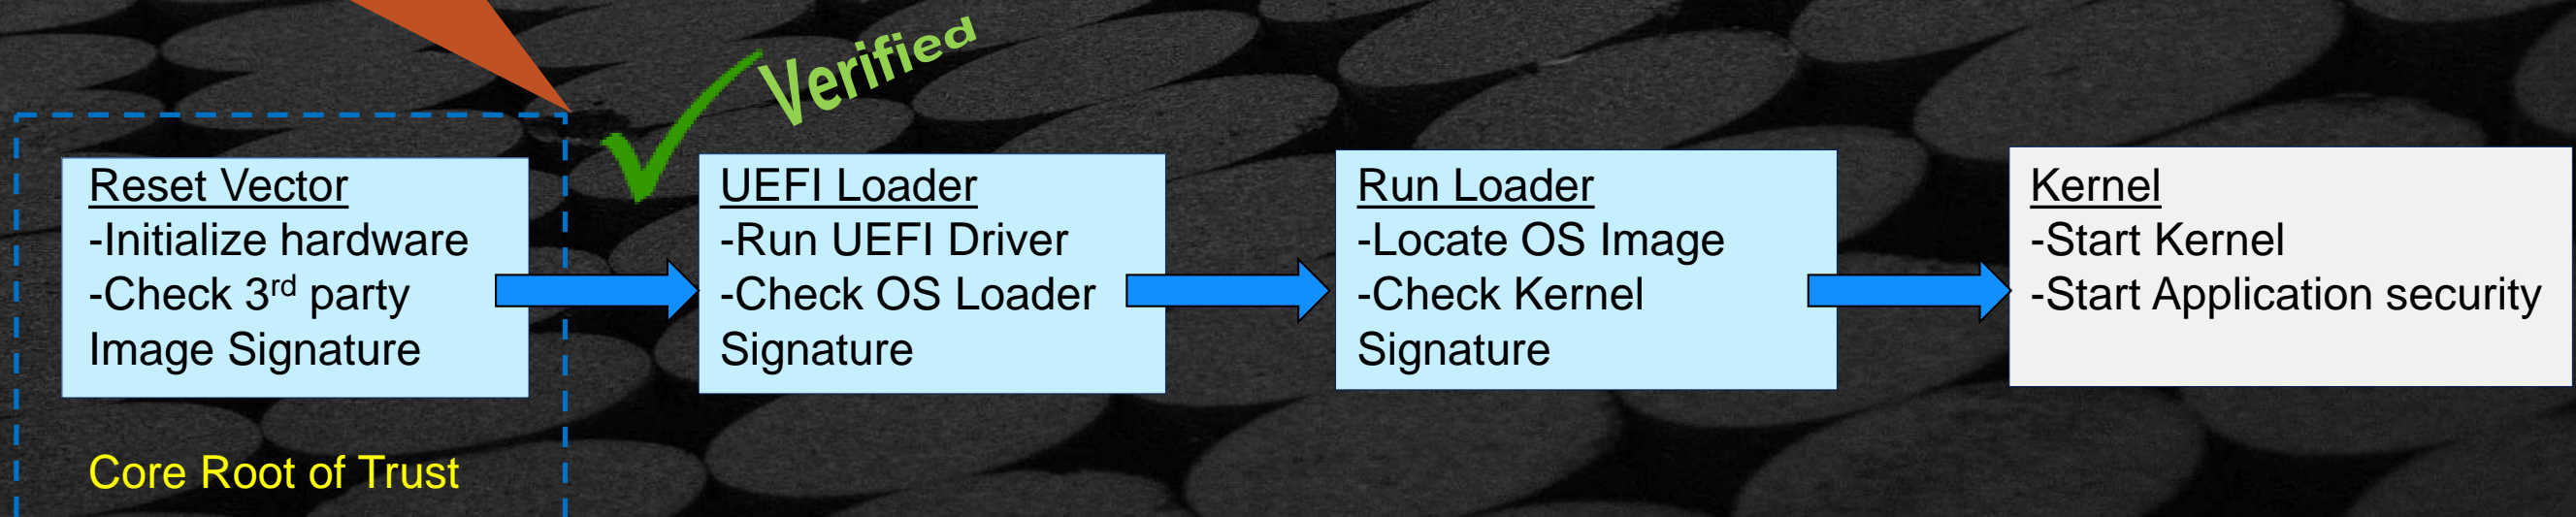 Verified
Reset Vector
-Initialize hardware
-Check 3rd party
Image Signature
Core Root of Trust
UEFI Loader
-Run UEFI Driver
-Check OS Loader
Signature
Run Loader
-Locate OS Image
-Check Kernel
Signature
Kernel
-Start Kernel
-Start Application security